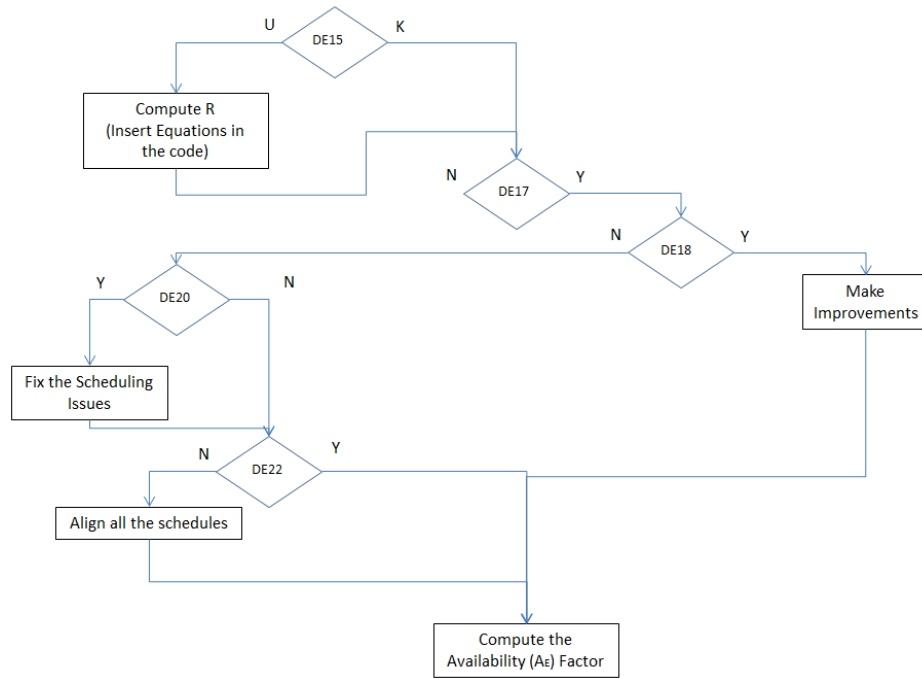 U
K
DE15
Compute R
(Insert Equations in
the code)
N
Y
DE17
N
Y
DE18
Y
N
DE20
Make
Improvements
Fix the Scheduling
Issues
N
Y
DE22
Align all the schedules
Compute the
Availability (AE) Factor